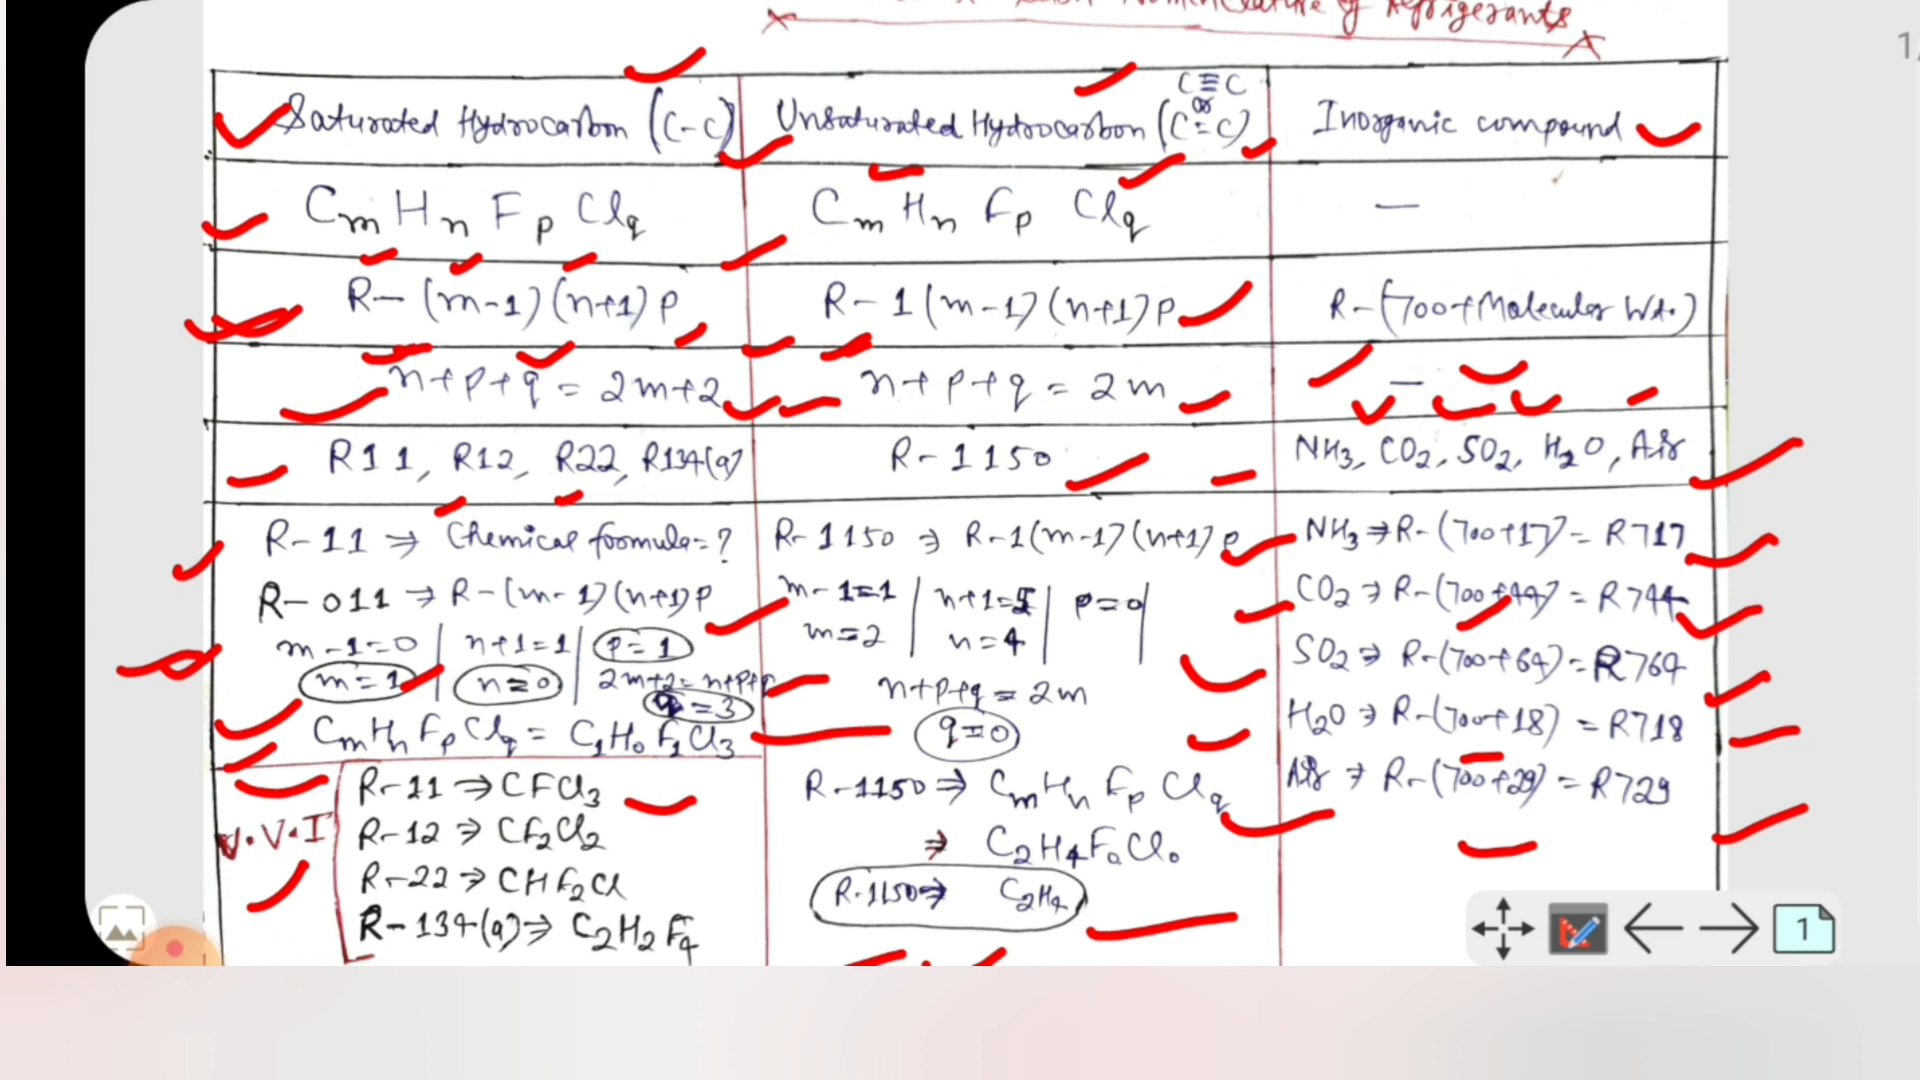 Nomenclature of Refrigerants
Saturated Hydrocarbon (C-C)
Unsaturated Hydrocarbon (C≡C or C=C)
Inorganic compound
CmHnFpClq
CmHnFpClq
—
R-(m-1)(n+1)P
R-1(m-1)(n+1)P
R-(700+Molecular Wt.)
n+p+q = 2m+2
n+p+q = 2m
—
R11, R12, R22, R134(a)
R-1150
NH3, CO2, SO2, H2O, Air
R-11 ⇒ Chemical formula=?
R-011 → R-(m-1)(n+1)P
m-1=0 | n+1=1 | P=1
m=1 | n=0 | 2m+2=n+p+q
q=3
CmHnFpClq = C1H0F1Cl3
V.V.I
R-11 ⇒ CFCl3
R-12 ⇒ CF2Cl2
R-22 ⇒ CHF2Cl
R-134(a) ⇒ C2H2F4
R-1150 ⇒ R-1(m-1)(n+1)P
m-1=1 | n+1=5 | P=0
m=2 | n=4
n+p+q = 2m
q=0
R-1150 ⇒ CmHnFpClq
⇒ C2H4F0Cl0
R-1150 ⇒ C2H4
NH3 ⇒ R-(700+17) = R717
CO2 ⇒ R-(700+44) = R744
SO2 ⇒ R-(700+64) = R764
H2O ⇒ R-(700+18) = R718
Air ⇒ R-(700+29) = R729
1